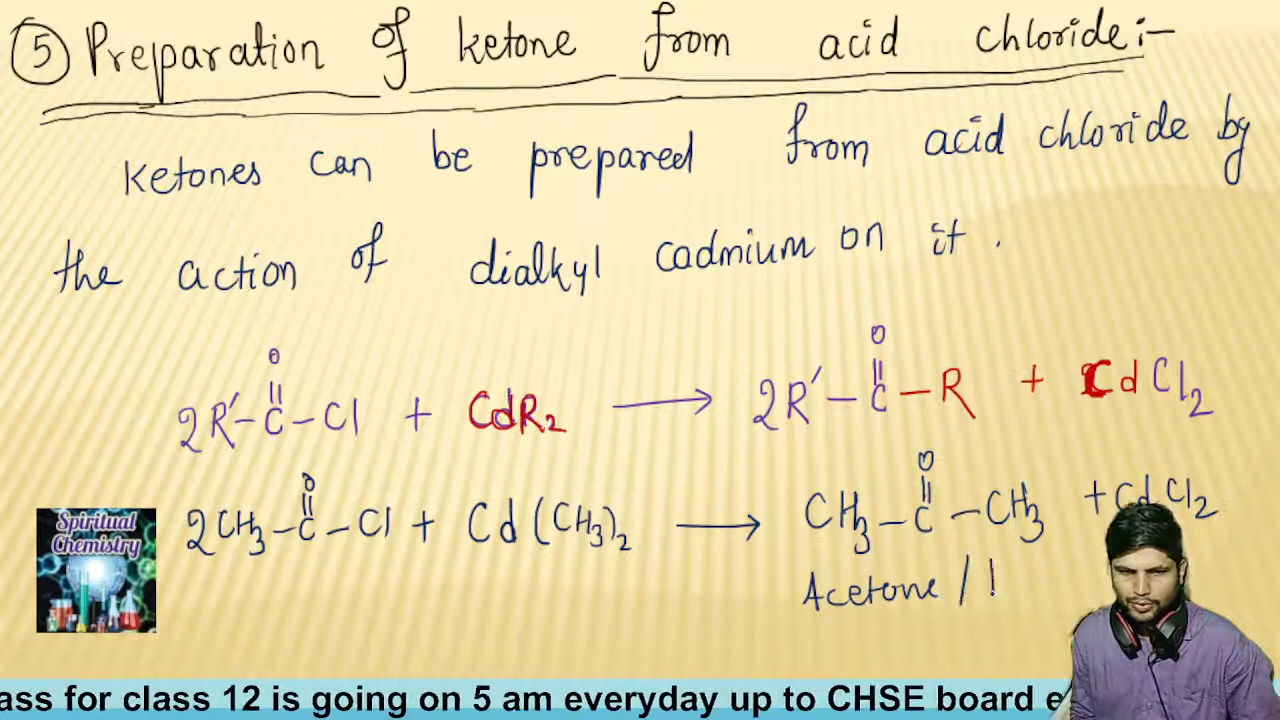 5 Preparation of ketone from acid chloride:-
Ketones can be prepared from acid chloride by
the action of dialkyl cadmium on it.
O O
2R′-C-Cl + CdR2 → 2R′-C-R + CdCl2
O O
2CH3-C-Cl + Cd(CH3)2 → CH3-C-CH3 + CdCl2
Acetone /
Spiritual
Chemistry
ass for class 12 is going on 5 am everyday up to CHSE board e